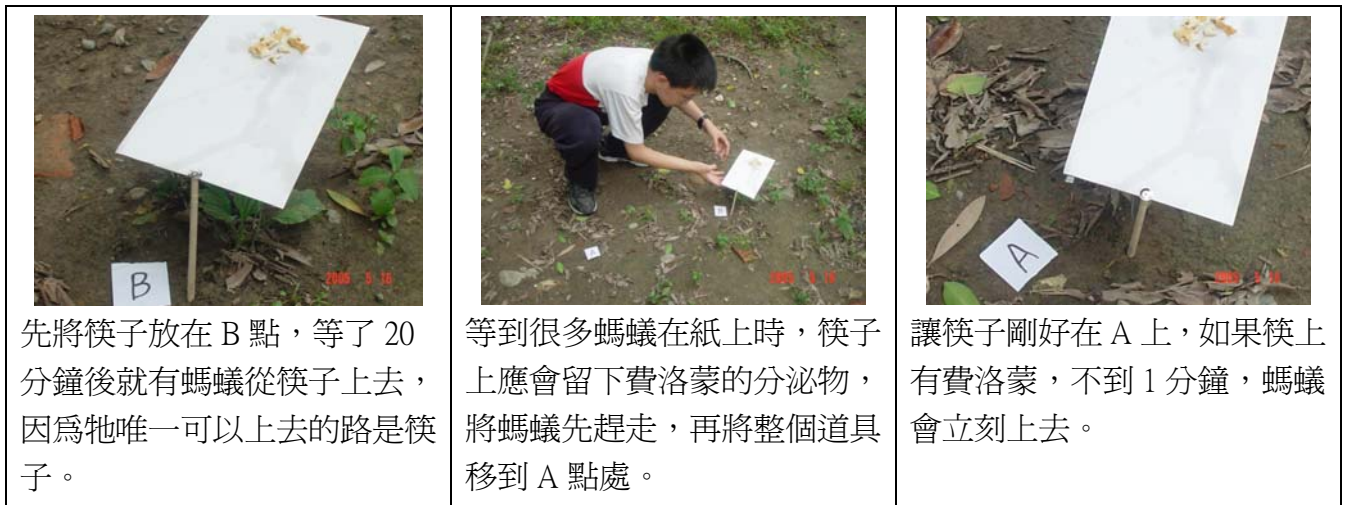 B
2005 5 16
先將筷子放在 B 點，等了 20
分鐘後就有螞蟻從筷子上去，
因爲牠唯一可以上去的路是筷
子。
B
A
等到很多螞蟻在紙上時，筷子
上應會留下費洛蒙的分泌物，
將螞蟻先趕走，再將整個道具
移到 A 點處。
A
讓筷子剛好在 A 上，如果筷上
有費洛蒙，不到 1 分鐘，螞蟻
會立刻上去。